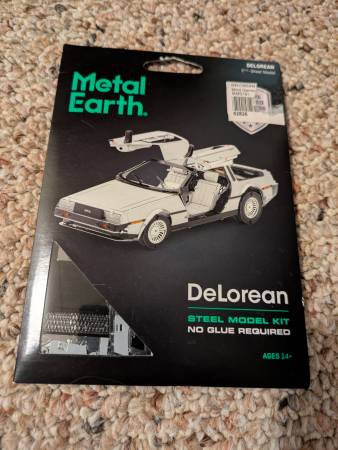 Metal
Earth.
DELOREAN
DeLorean
STEEL MODEL KIT
NO GLUE REQUIRED
AGES 14+